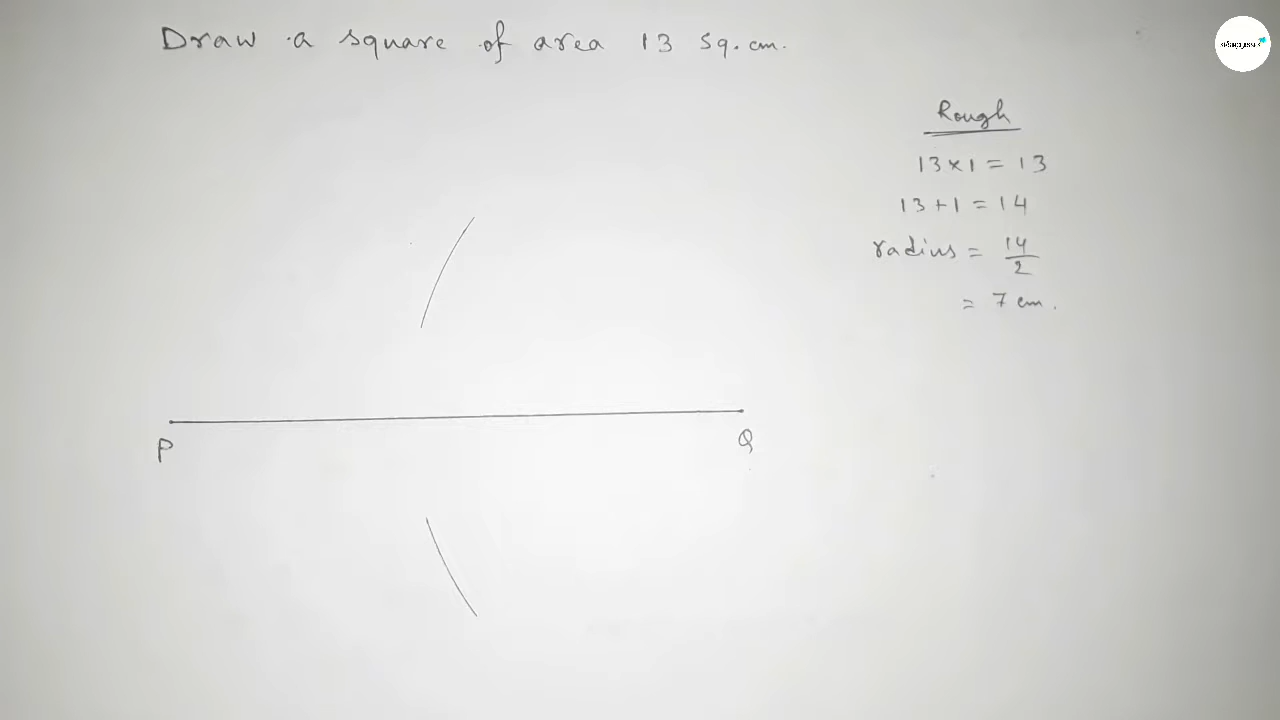 Draw a square of area 13 sq. cm.
Rough
13 × 1 = 13
13 + 1 = 14
radius = 14/2
= 7 cm.
P
Q